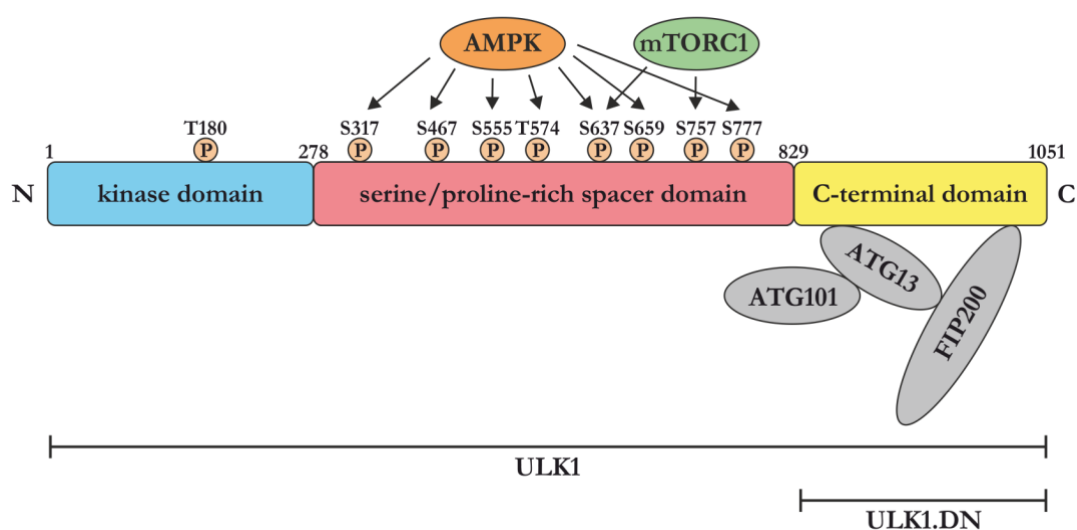 AMPK mTORC1
T180 S317 S467 S555 T574 S637 S659 S757 S777
P P P P P P P P P
1 278 829 1051
N kinase domain serine/proline-rich spacer domain C-terminal domain C
ATG13
ATG101
FIP200
ULK1
ULK1.DN